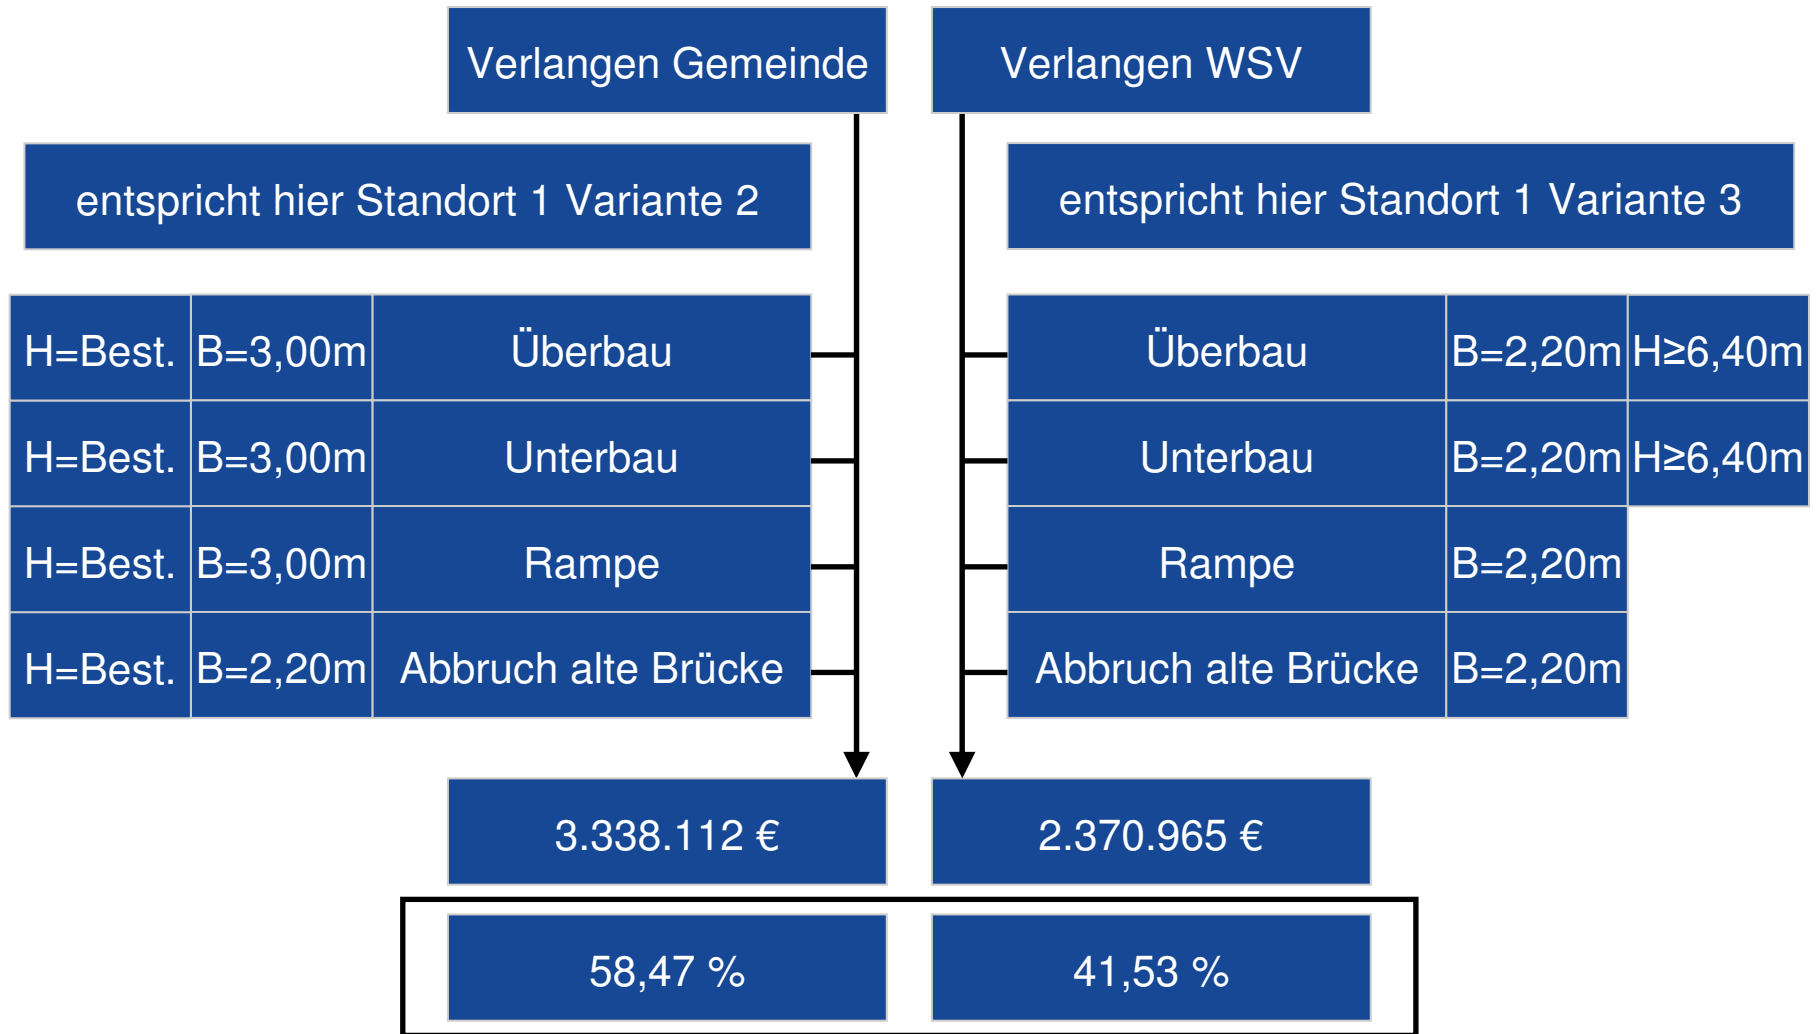 Verlangen Gemeinde
Verlangen WSV
entspricht hier Standort 1 Variante 2
entspricht hier Standort 1 Variante 3
H=Best. B=3,00m Überbau
Überbau B=2,20m H≥6,40m
H=Best. B=3,00m Unterbau
Unterbau B=2,20m H≥6,40m
H=Best. B=3,00m Rampe
Rampe B=2,20m
H=Best. B=2,20m Abbruch alte Brücke
Abbruch alte Brücke B=2,20m
3.338.112 €
2.370.965 €
58,47 %
41,53 %